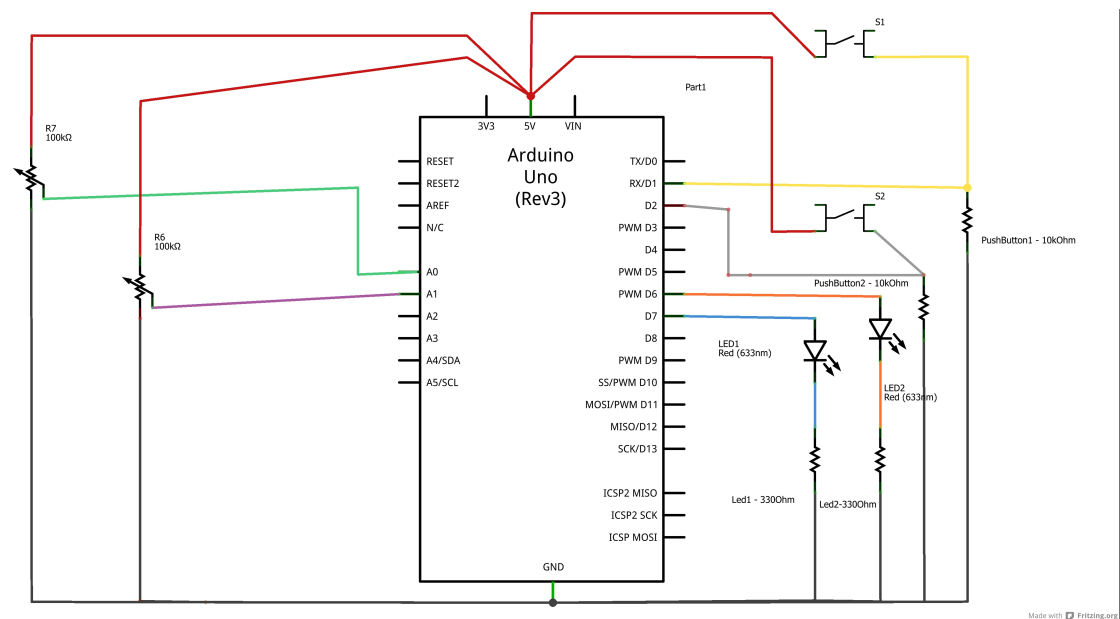 S1
Part1
3V3
5V
VIN
R7
100kΩ
Arduino
Uno
(Rev3)
RESET
RESET2
AREF
N/C
A0
A1
A2
A3
A4/SDA
A5/SCL
TX/D0
RX/D1
D2
PWM D3
D4
PWM D5
PWM D6
D7
D8
PWM D9
SS/PWM D10
MOSI/PWM D11
MISO/D12
SCK/D13
ICSP2 MISO
ICSP2 SCK
ICSP MOSI
GND
R6
100kΩ
S2
PushButton1 - 10kOhm
PushButton2 - 10kOhm
LED1
Red (633nm)
LED2
Red (633nm)
Led1 - 330Ohm
Led2-330Ohm
Made with Fritzing.org